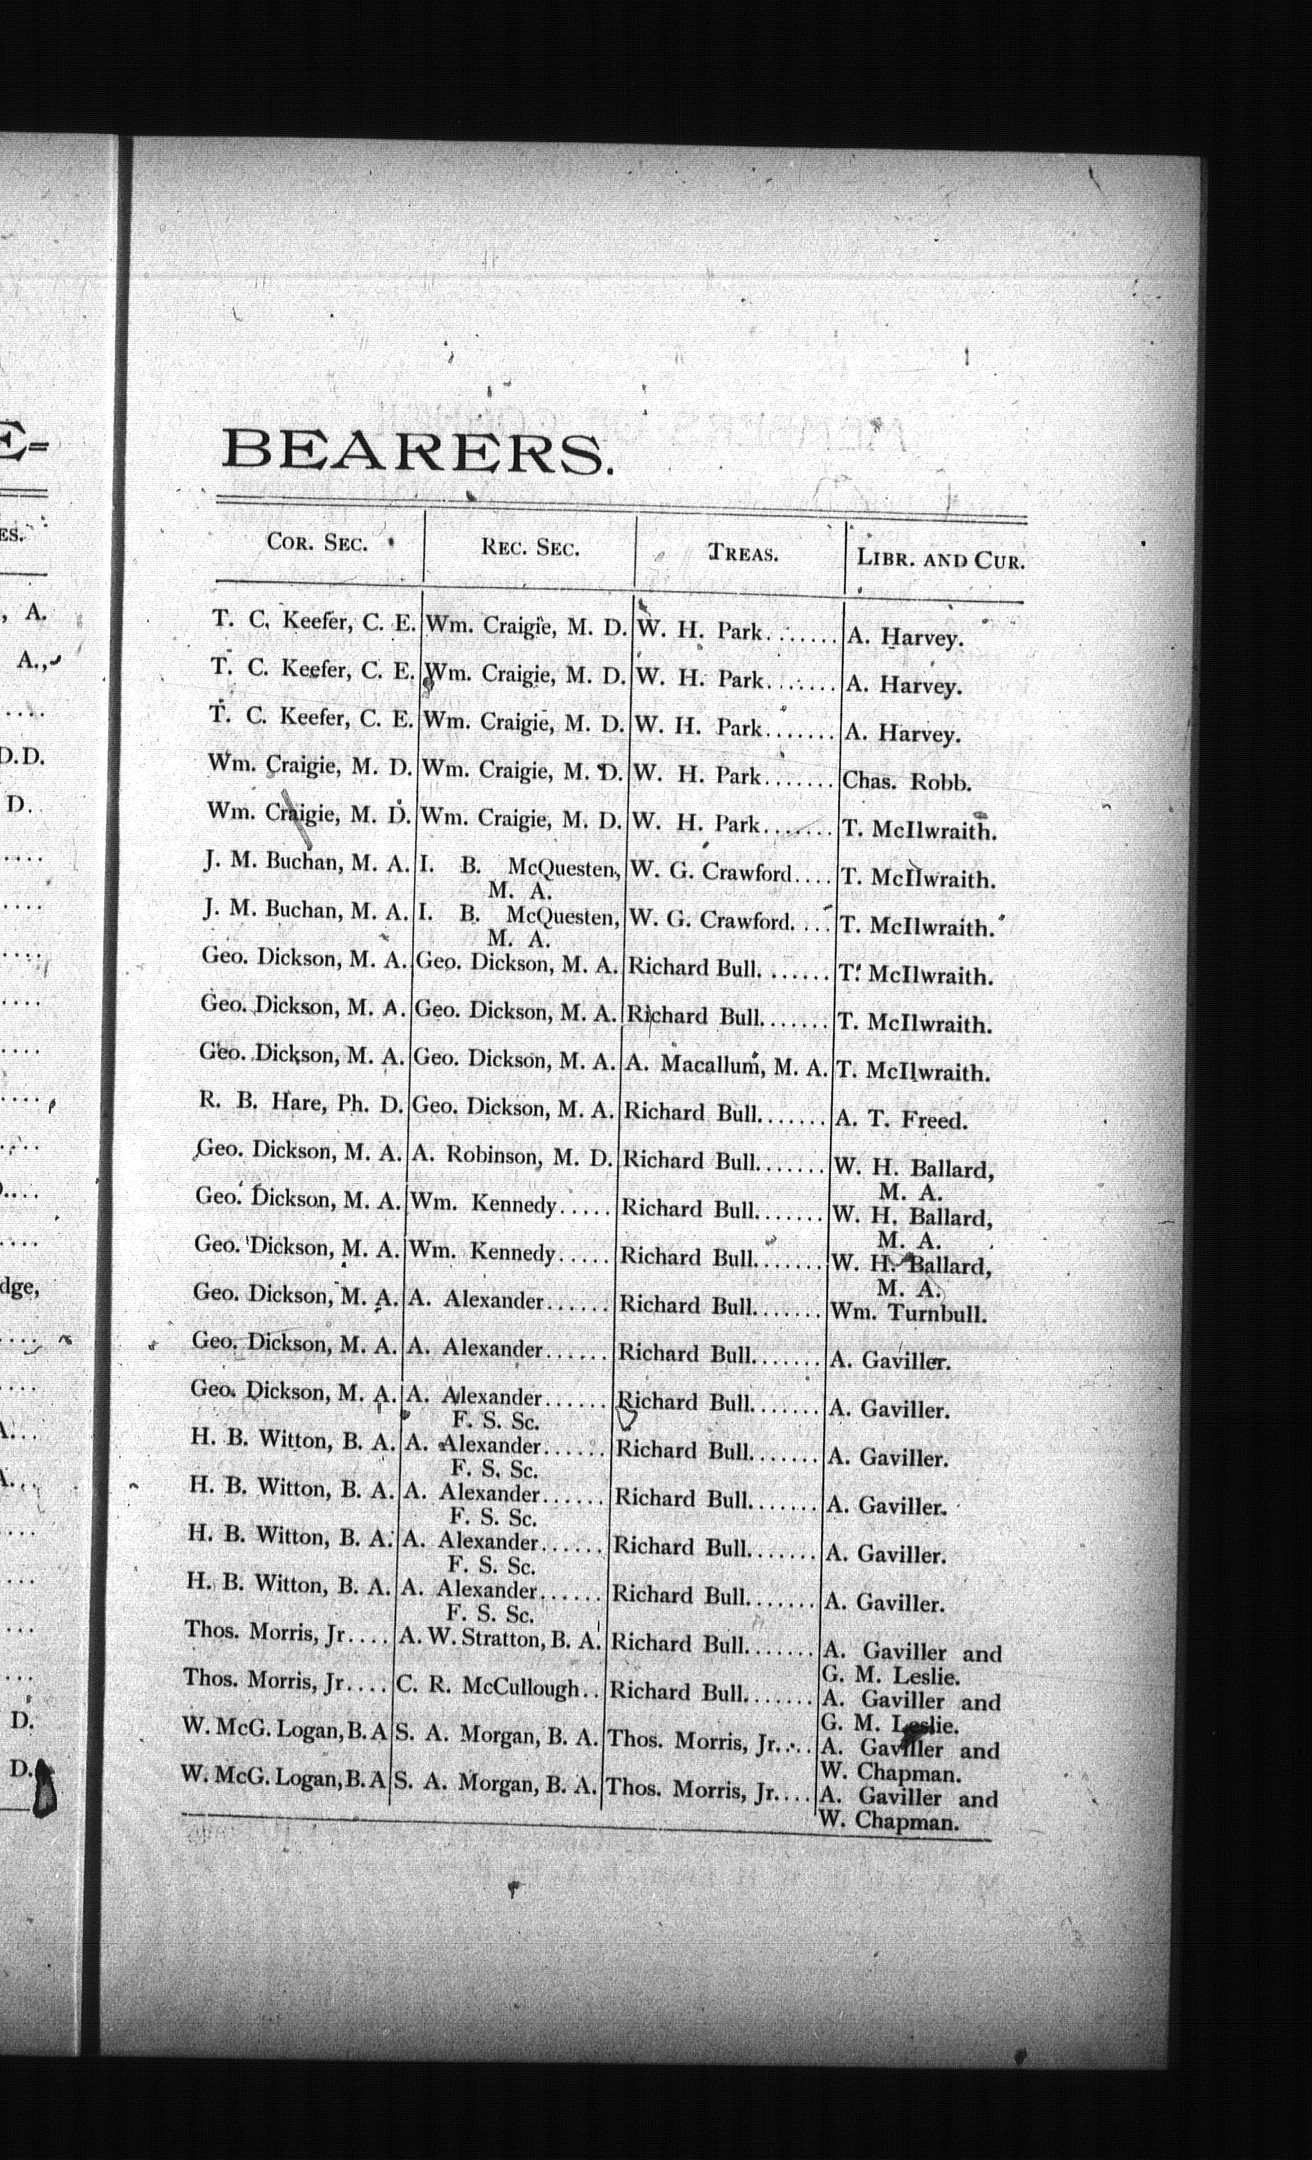 BEARERS.
COR. SEC. REC. SEC. TREAS. LIBR. AND CUR.
T. C. Keefer, C. E. Wm. Craigie, M. D. W. H. Park........ A. Harvey.
T. C. Keefer, C. E. Wm. Craigie, M. D. W. H. Park....... A. Harvey.
T. C. Keefer, C. E. Wm. Craigie, M. D. W. H. Park....... A. Harvey.
Wm. Craigie, M. D. Wm. Craigie, M. D. W. H. Park....... Chas. Robb.
Wm. Craigie, M. D. Wm. Craigie, M. D. W. H. Park....... T. McIlwraith.
J. M. Buchan, M. A. I. B. McQuesten, W. G. Crawford.... T. McIlwraith.
M. A.
J. M. Buchan, M. A. I. B. McQuesten, W. G. Crawford.... T. McIlwraith.
M. A.
Geo. Dickson, M. A. Geo. Dickson, M. A. Richard Bull....... T. McIlwraith.
Geo. Dickson, M. A. Geo. Dickson, M. A. Richard Bull....... T. McIlwraith.
Geo. Dickson, M. A. Geo. Dickson, M. A. A. Macallum, M. A. T. McIlwraith.
R. B. Hare, Ph. D. Geo. Dickson, M. A. Richard Bull....... A. T. Freed.
Geo. Dickson, M. A. A. Robinson, M. D. Richard Bull....... W. H. Ballard,
M. A.
Geo. Dickson, M. A. Wm. Kennedy..... Richard Bull....... W. H. Ballard,
M. A.
Geo. Dickson, M. A. Wm. Kennedy..... Richard Bull....... W. H. Ballard,
M. A.
Geo. Dickson, M. A. A. Alexander...... Richard Bull....... Wm. Turnbull.
Geo. Dickson, M. A. A. Alexander...... Richard Bull....... A. Gaviller.
Geo. Dickson, M. A. A. Alexander...... Richard Bull....... A. Gaviller.
F. S. Sc.
H. B. Witton, B. A. A. Alexander...... Richard Bull....... A. Gaviller.
F. S. Sc.
H. B. Witton, B. A. A. Alexander...... Richard Bull....... A. Gaviller.
F. S. Sc.
H. B. Witton, B. A. A. Alexander...... Richard Bull....... A. Gaviller.
F. S. Sc.
H. B. Witton, B. A. A. Alexander...... Richard Bull....... A. Gaviller.
F. S. Sc.
Thos. Morris, Jr.... A. W. Stratton, B. A. Richard Bull....... A. Gaviller and
G. M. Leslie.
Thos. Morris, Jr.... C. R. McCullough.. Richard Bull....... A. Gaviller and
G. M. Leslie.
W. McG. Logan, B. A S. A. Morgan, B. A. Thos. Morris, Jr.... A. Gaviller and
W. Chapman.
W. McG. Logan, B. A S. A. Morgan, B. A. Thos. Morris, Jr.... A. Gaviller and
W. Chapman.